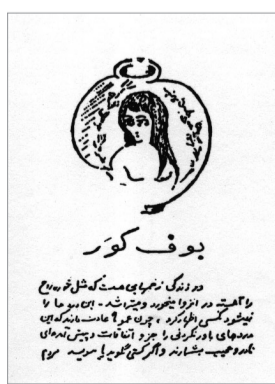 بوف کور
در زندگی زخمهایی هست که مثل خوره روح
را آهسته در انزوا میخورد و میتراشد - این دردها را
نمیشود بکسی اظهار کرد ، چون عموماً عادت دارند که این
دردهای باورنکردنی را جزو اتفاقات و پیش آمدهای
نادر و عجیب بشمارند و اگر کسی بگوید یا بنویسد مردم